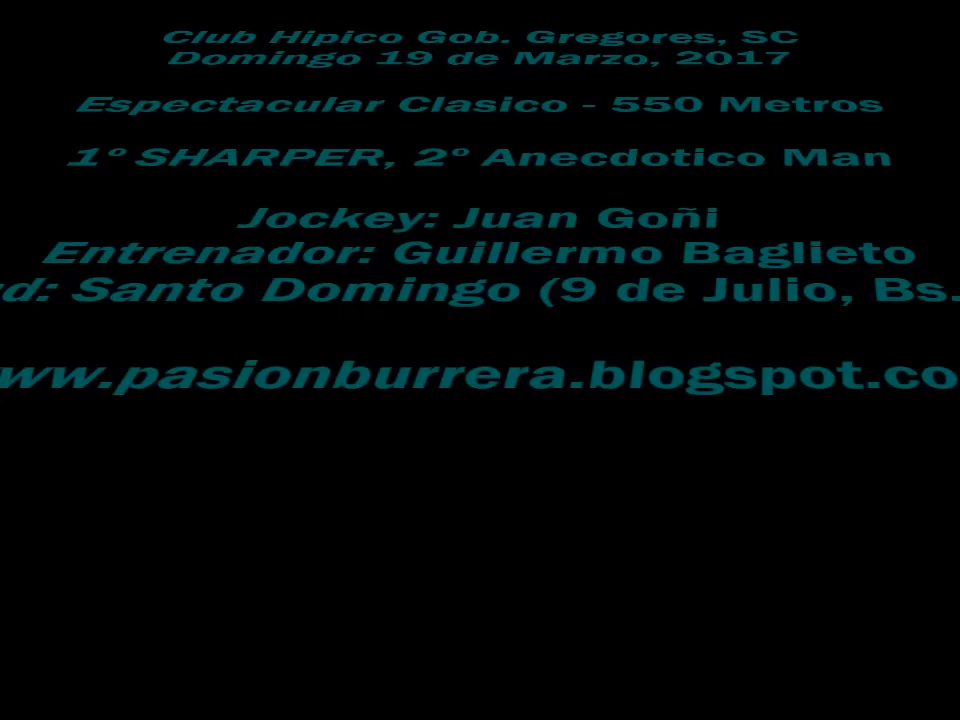 Club Hipico Gob. Gregores, SC
Domingo 19 de Marzo, 2017
Espectacular Clasico - 550 Metros
1º SHARPER, 2º Anecdotico Man
Jockey: Juan Goñi
Entrenador: Guillermo Baglieto
d: Santo Domingo (9 de Julio, Bs.
ww.pasionburrera.blogspot.co